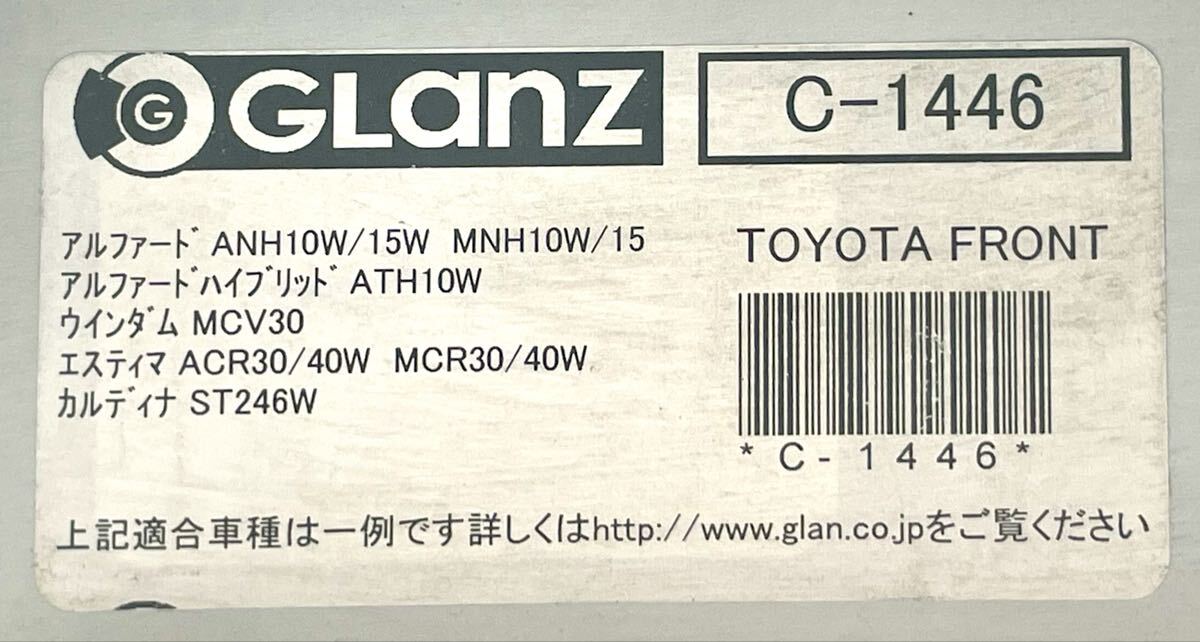 G GLanz
C-1446
アルファード ANH10W/15W MNH10W/15
アルファードハイブリッド ATH10W
ウインダム MCV30
エスティマ ACR30/40W MCR30/40W
カルディナ ST246W
TOYOTA FRONT
*C-1446*
上記適合車種は一例です詳しくはhttp://www.glan.co.jpをご覧ください